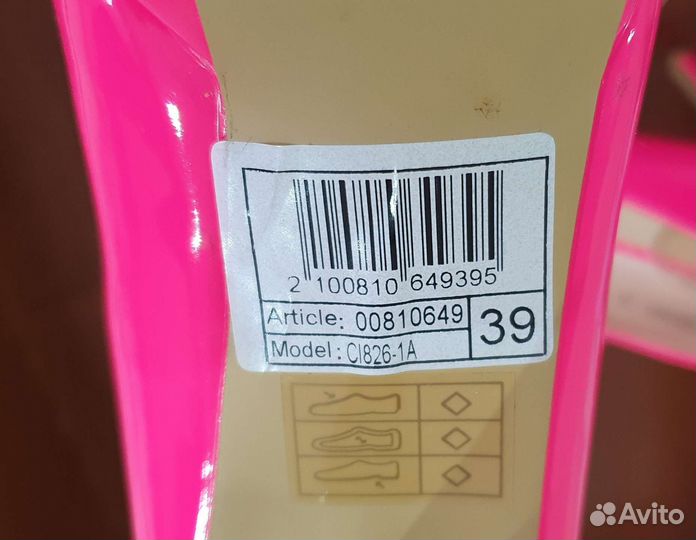 2 100810 649395
Article: 00810649
39
Model: CI826-1A
Avito